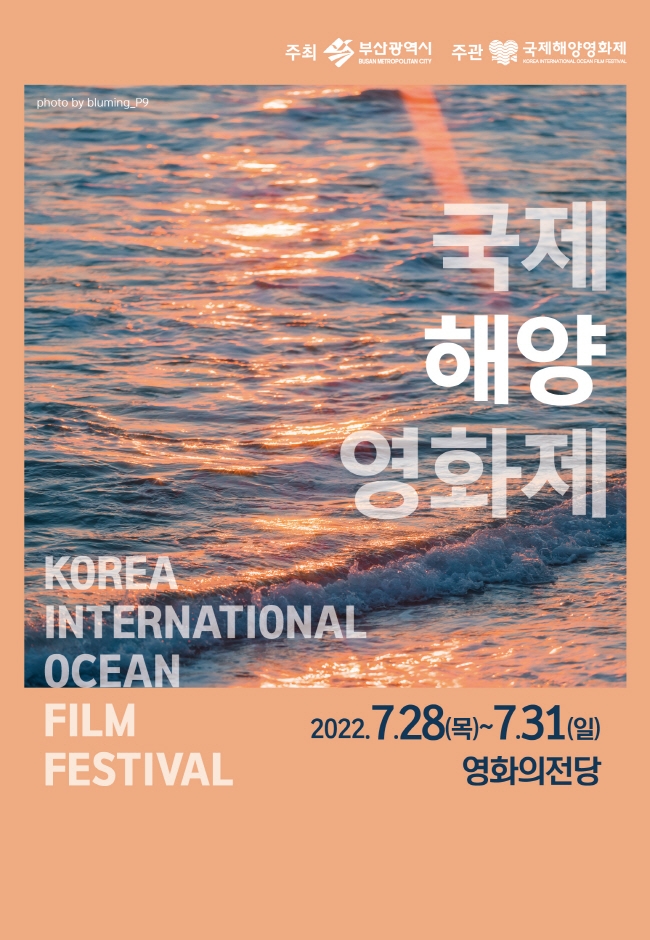 주최 부산광역시 BUSAN METROPOLITAN CITY 주관 국제해양영화제 KOREA INTERNATIONAL OCEAN FILM FESTIVAL
photo by bluming_P9
국제
해양
영화제
KOREA
INTERNATIONAL
OCEAN
FILM
FESTIVAL
2022.7.28(목)~7.31(일)
영화의전당